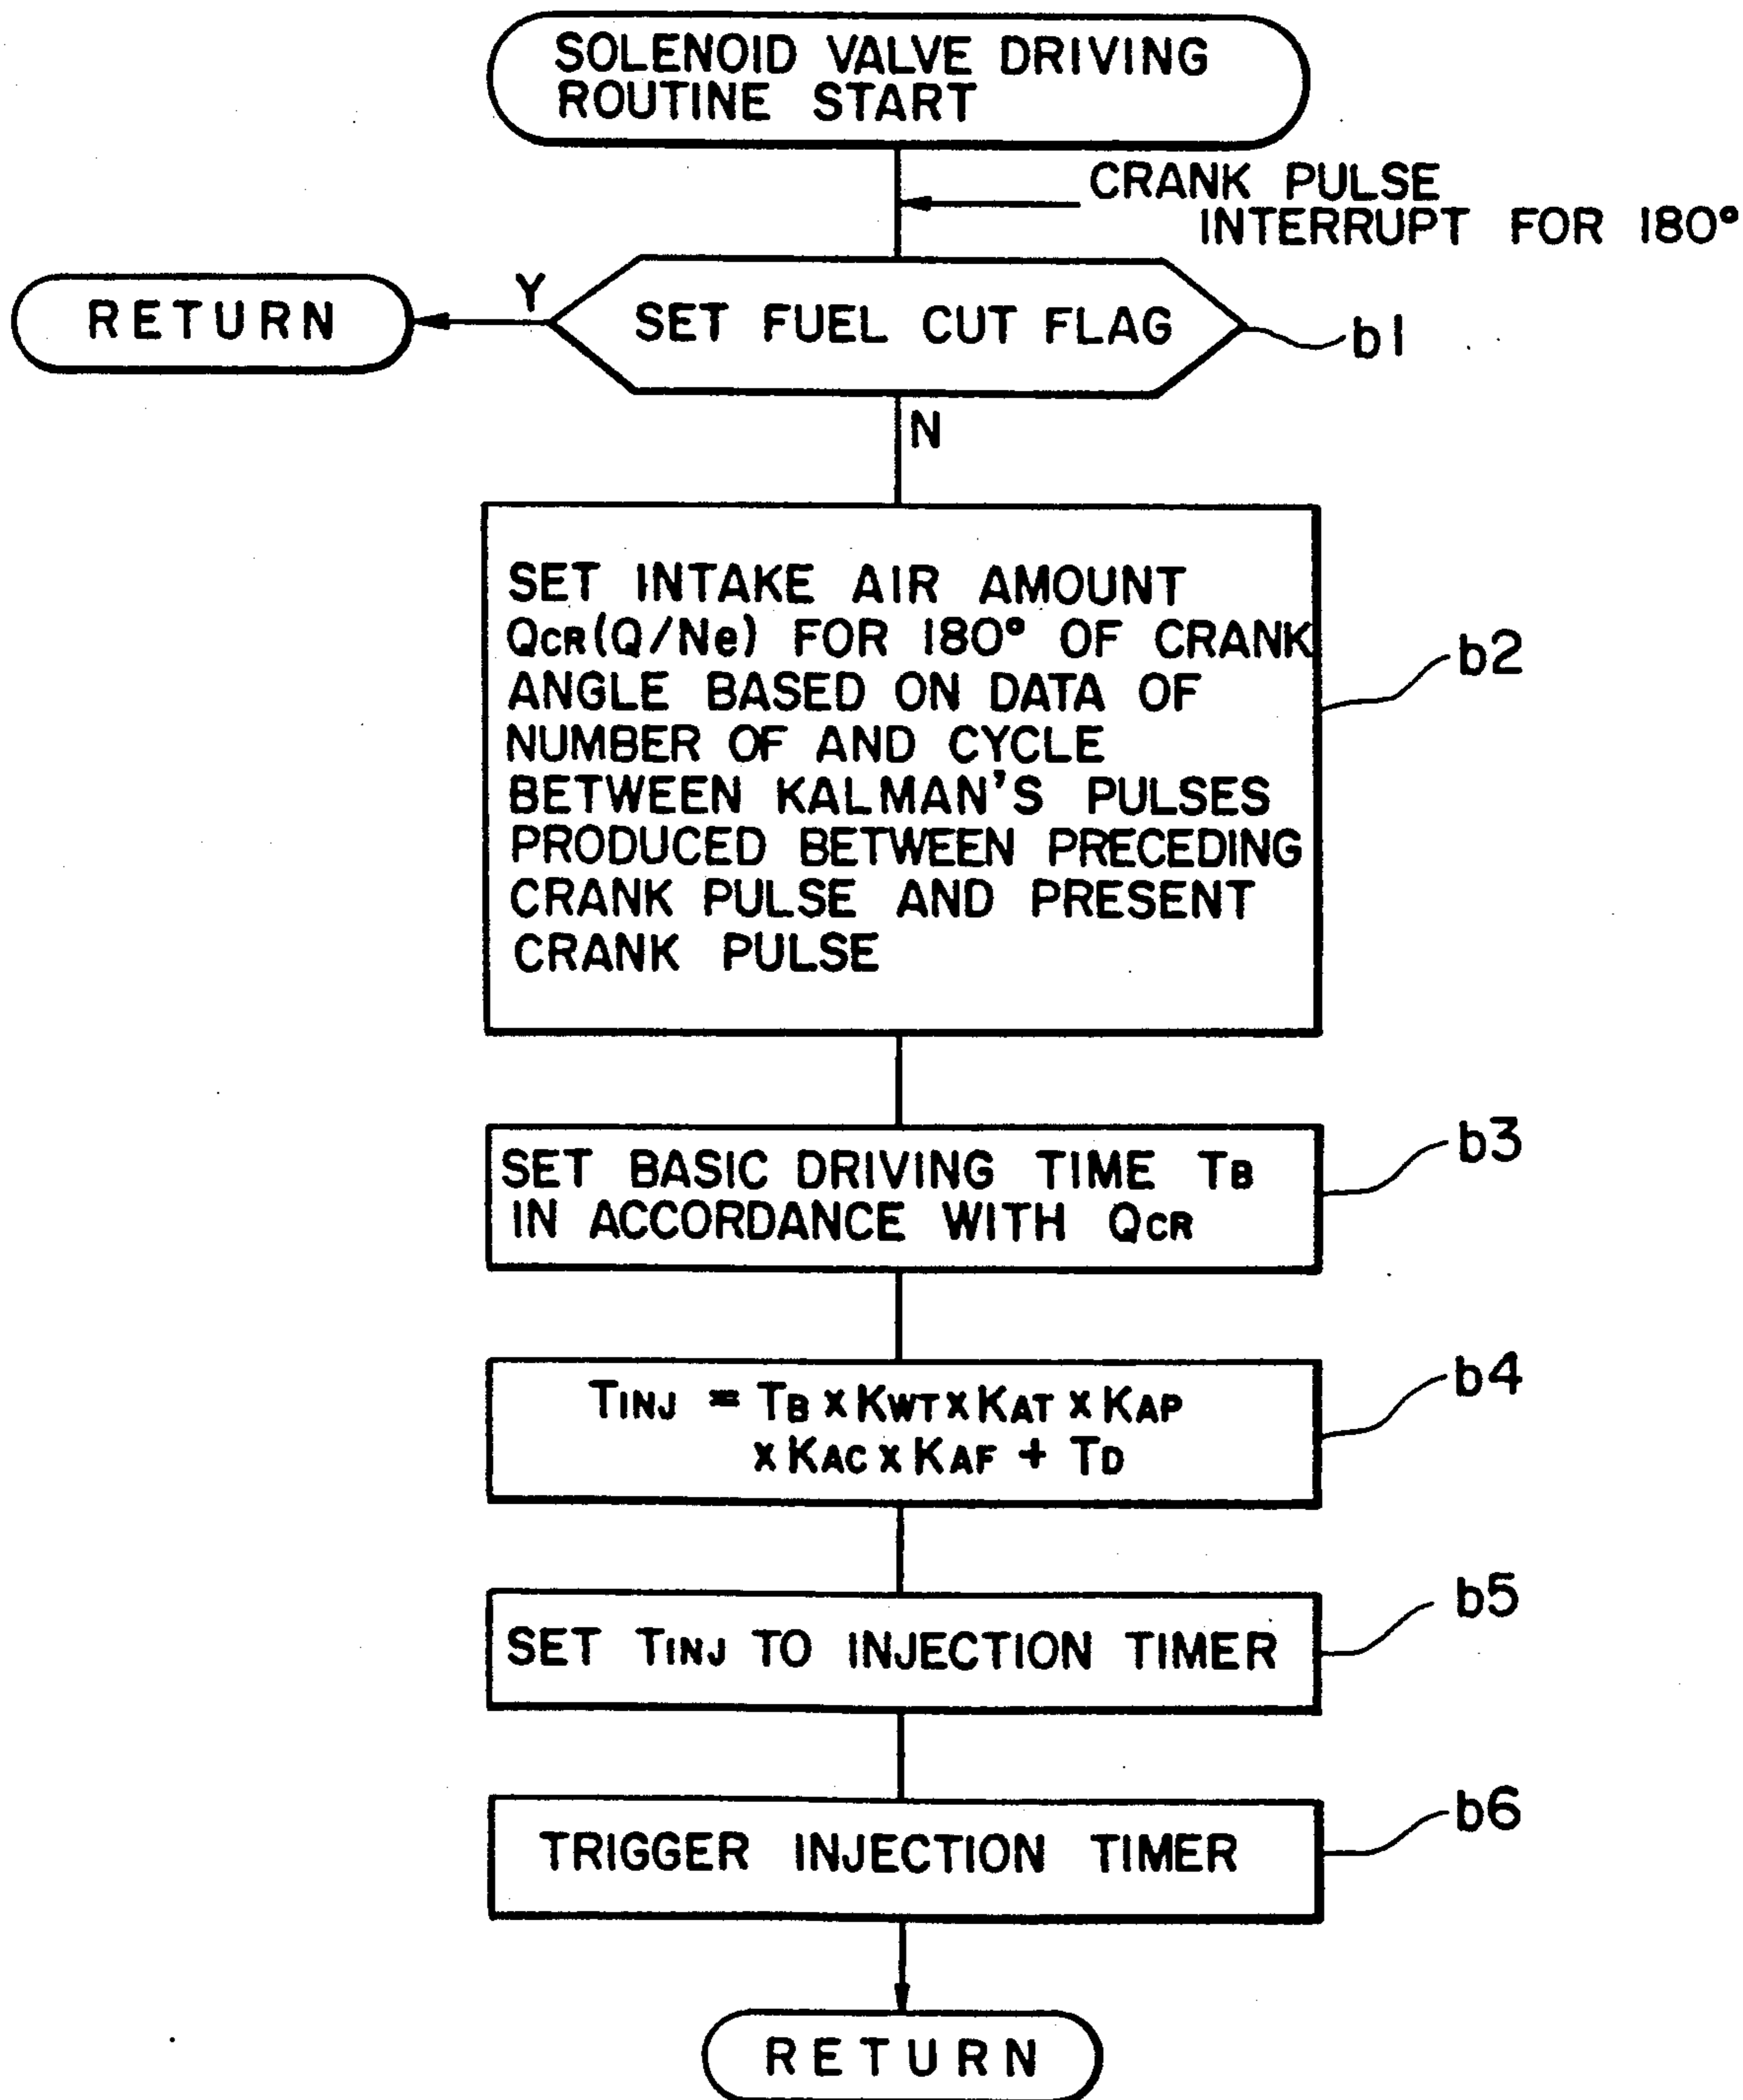 SOLENOID VALVE DRIVING
ROUTINE START
CRANK PULSE
INTERRUPT FOR 180°
RETURN
Y
SET FUEL CUT FLAG
b1
N
SET INTAKE AIR AMOUNT
QCR(Q/Ne) FOR 180° OF CRANK
ANGLE BASED ON DATA OF
NUMBER OF AND CYCLE
BETWEEN KALMAN'S PULSES
PRODUCED BETWEEN PRECEDING
CRANK PULSE AND PRESENT
CRANK PULSE
b2
SET BASIC DRIVING TIME TB
IN ACCORDANCE WITH QCR
b3
TINJ = TB x KWT x KAT x KAP
x KAC x KAF + TD
b4
SET TINJ TO INJECTION TIMER
b5
TRIGGER INJECTION TIMER
b6
RETURN